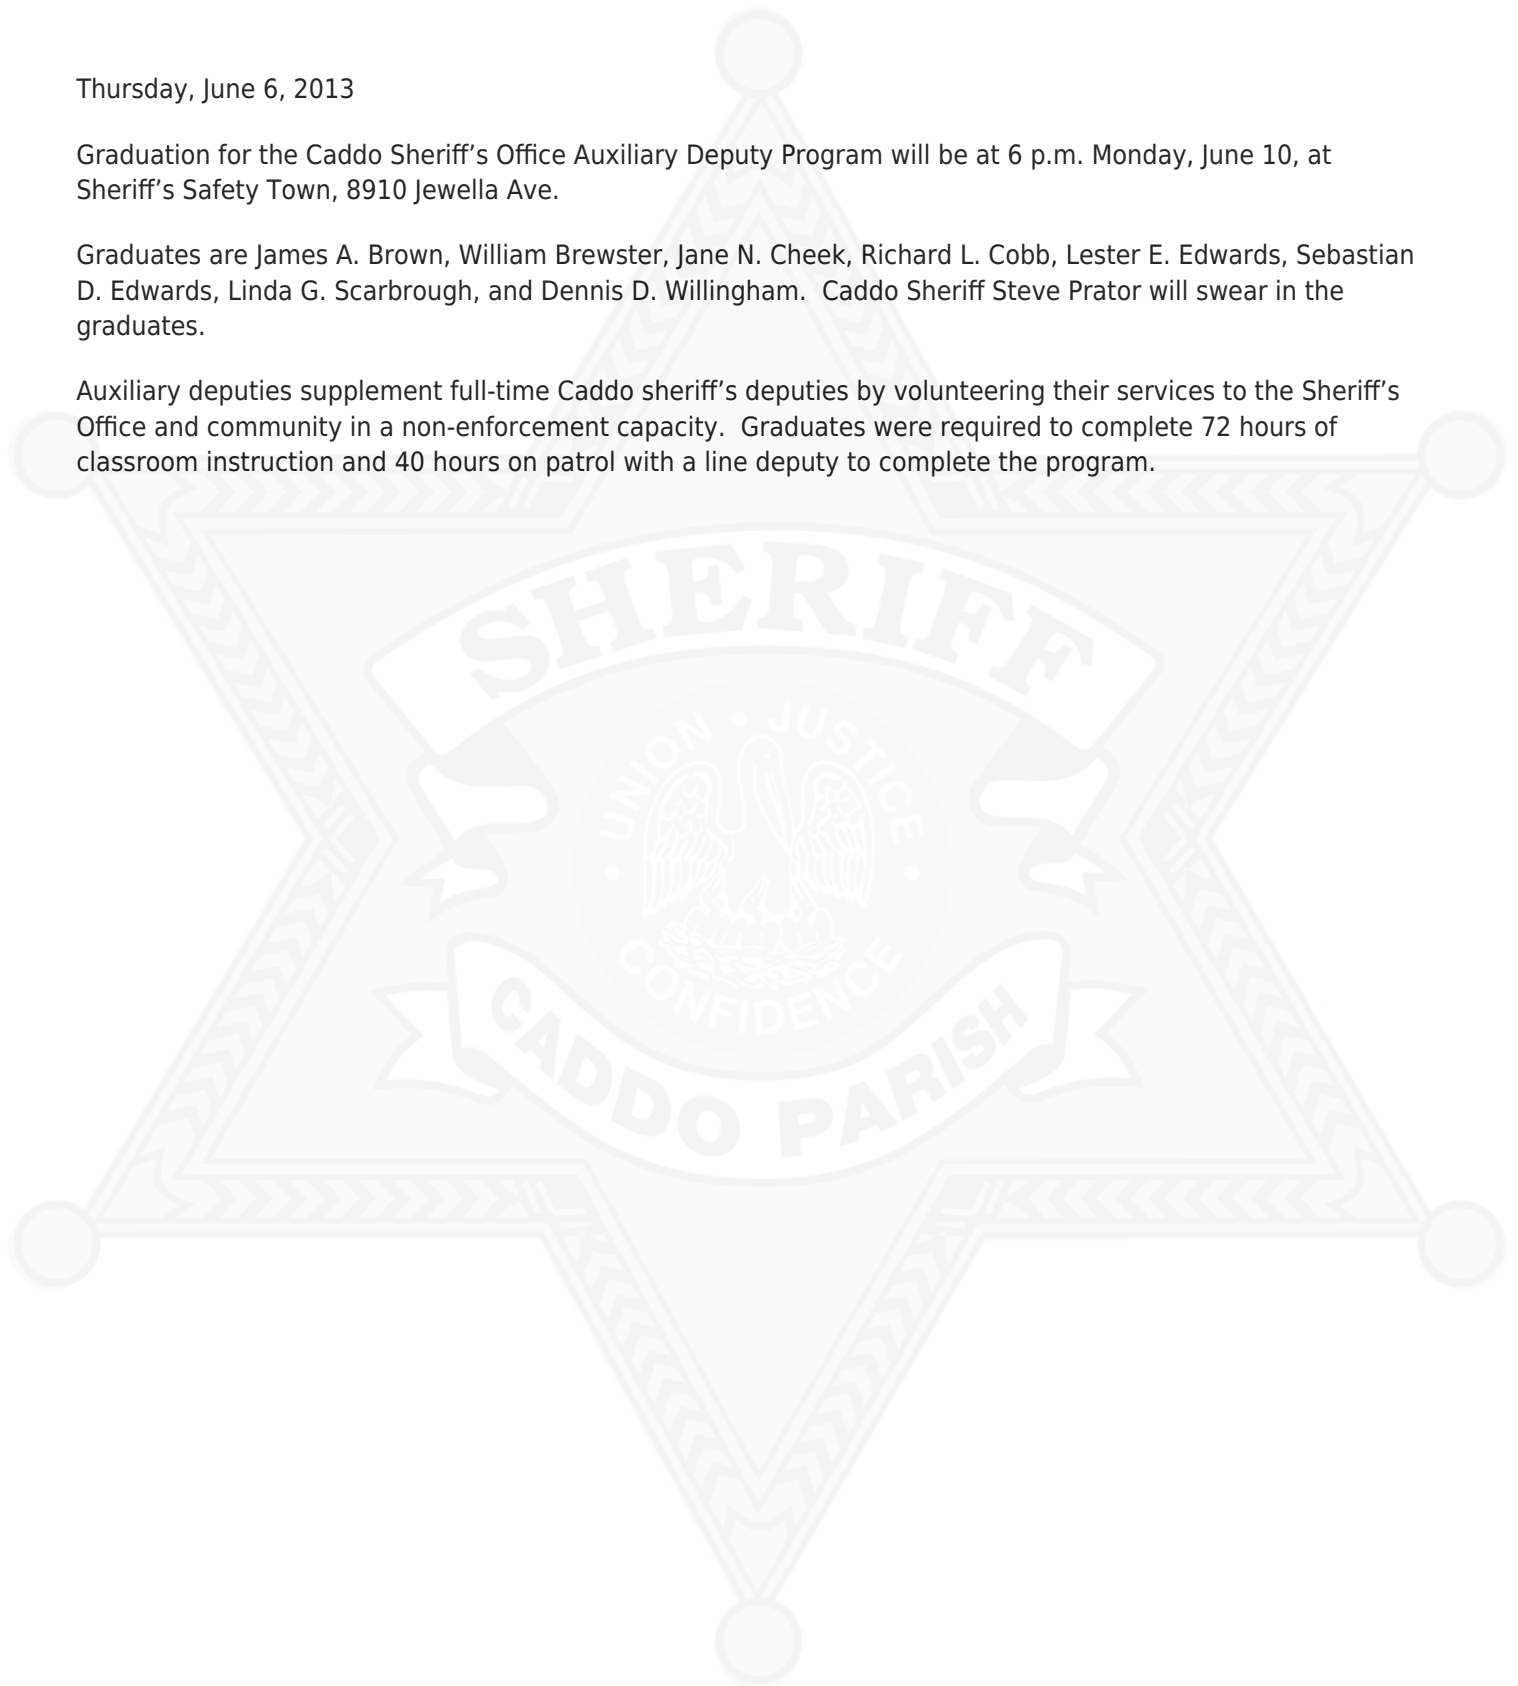 Thursday, June 6, 2013
Graduation for the Caddo Sheriff’s Office Auxiliary Deputy Program will be at 6 p.m. Monday, June 10, at
Sheriff’s Safety Town, 8910 Jewella Ave.
Graduates are James A. Brown, William Brewster, Jane N. Cheek, Richard L. Cobb, Lester E. Edwards, Sebastian
D. Edwards, Linda G. Scarbrough, and Dennis D. Willingham.  Caddo Sheriff Steve Prator will swear in the
graduates.
Auxiliary deputies supplement full-time Caddo sheriff’s deputies by volunteering their services to the Sheriff’s
Office and community in a non-enforcement capacity.  Graduates were required to complete 72 hours of
classroom instruction and 40 hours on patrol with a line deputy to complete the program.
SHERIFF
UNION • JUSTICE
• CONFIDENCE •
CADDO PARISH